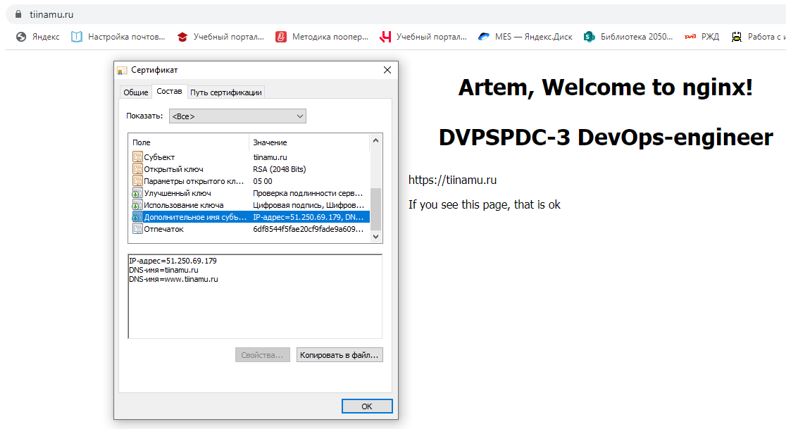 tiinamu.ru
Яндекс
Настройка почтов...
Учебный портал...
Методика поопер...
Учебный портал...
MES — Яндекс.Диск
Библиотека 2050...
РЖД
Работа с и
Сертификат
Общие
Состав
Путь сертификации
Показать:
<Все>
Поле
Значение
Субъект
tiinamu.ru
Открытый ключ
RSA (2048 Bits)
Параметры открытого кл...
05 00
Улучшенный ключ
Проверка подлинности серв...
Использование ключа
Цифровая подпись, Шифров...
Дополнительное имя субъ...
IP-адрес=51.250.69.179, DN...
Отпечаток
6df8544f5fae20cf9fade9a609...
IP-адрес=51.250.69.179
DNS-имя=tiinamu.ru
DNS-имя=www.tiinamu.ru
Свойства...
Копировать в файл...
OK
Artem, Welcome to nginx!
DVPSPDC-3 DevOps-engineer
https://tiinamu.ru
If you see this page, that is ok